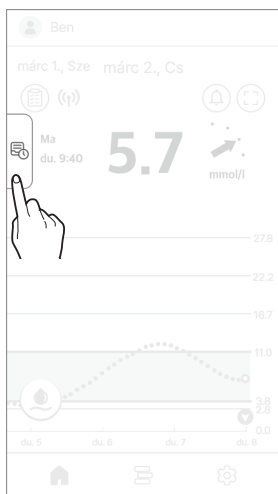 Ben
márc 1., Sze márc 2., Cs
Ma
du. 9:40
5.7
mmol/l
27.8
22.2
16.7
11.0
3.8
2.8
0.0
du. 5 du. 6 du. 7 du. 8